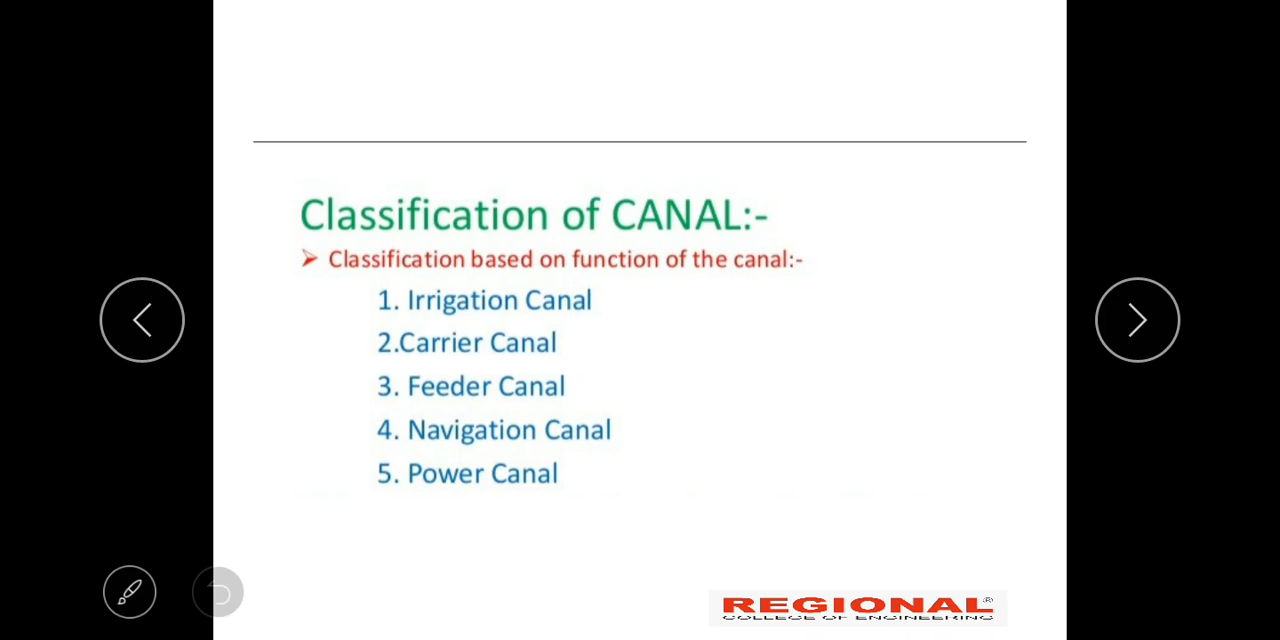 Classification of CANAL:-
➢ Classification based on function of the canal:-
1. Irrigation Canal
2.Carrier Canal
3. Feeder Canal
4. Navigation Canal
5. Power Canal
REGIONAL®
COLLEGE OF ENGINEERING